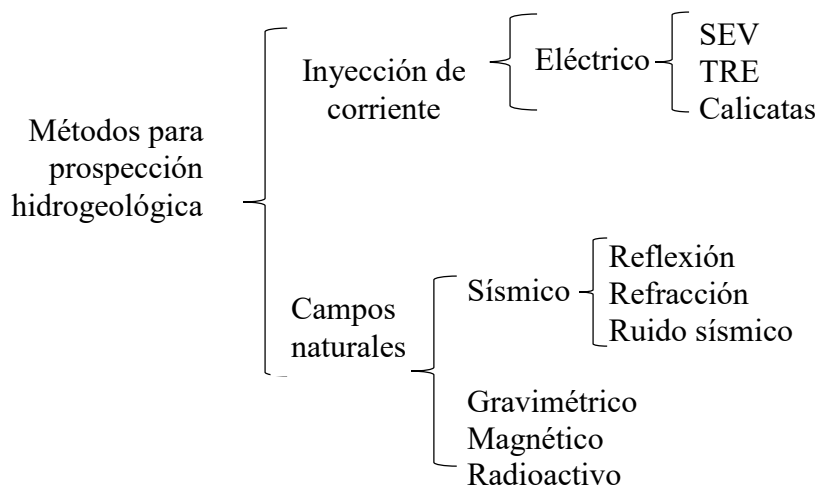 Métodos para
prospección
hidrogeológica
Inyección de
corriente
Eléctrico
SEV
TRE
Calicatas
Campos
naturales
Sísmico
Reflexión
Refracción
Ruido sísmico
Gravimétrico
Magnético
Radioactivo